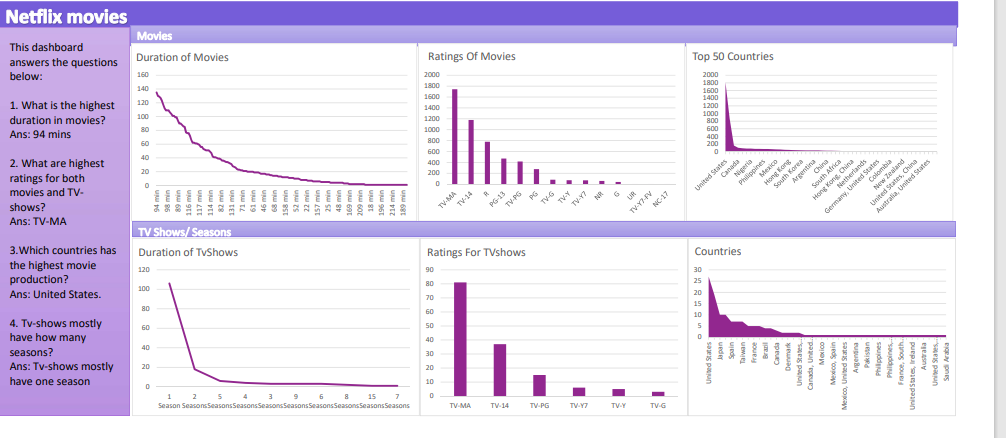 Netflix movies
This dashboard
answers the questions
below:
1. What is the highest
duration in movies?
Ans: 94 mins
2. What are highest
ratings for both
movies and TV-
shows?
Ans: TV-MA
3.Which countries has
the highest movie
production?
Ans: United States.
4. Tv-shows mostly
have how many
seasons?
Ans: Tv-shows mostly
have one season
Movies
Duration of Movies
160
140
120
100
80
60
40
20
0
94 min
98 min
89 min
85 min
116 min
117 min
114 min
82 min
131 min
71 min
61 min
46 min
68 min
158 min
52 min
27 min
157 min
25 min
48 min
169 min
209 min
18 min
196 min
214 min
189 min
Ratings Of Movies
2000
1800
1600
1400
1200
1000
800
600
400
200
0
TV-MA
TV-14
R
PG-13
TV-PG
PG
TV-G
TV-Y
TV-Y7
NR
G
UR
TV-Y7-FV
NC-17
Top 50 Countries
2000
1800
1600
1400
1200
1000
800
600
400
200
0
United States
Canada
Nigeria
Philippines
Mexico
Hong Kong
South Korea
Argentina
China
South Africa
Hong Kong, China
Netherlands
Germany, United States
Colombia
New Zealand
United States, China
Australia, United States
TV Shows/ Seasons
Duration of TvShows
120
100
80
60
40
20
0
1 2 5 4 3 9 6 8 15 7
Season Seasons Seasons Seasons Seasons Seasons Seasons Seasons Seasons Seasons
Ratings For TVshows
90
80
70
60
50
40
30
20
10
0
TV-MA TV-14 TV-PG TV-Y7 TV-Y TV-G
Countries
30
25
20
15
10
5
0
United States
Japan
Spain
Taiwan
France
Brazil
Canada
Denmark
United States...
Canada, United...
Mexico
Mexico, Spain
Mexico, United States
Argentina
Pakistan
Philippines
Philippines,...
France, South...
United States, Ireland
Australia
United States...
Saudi Arabia